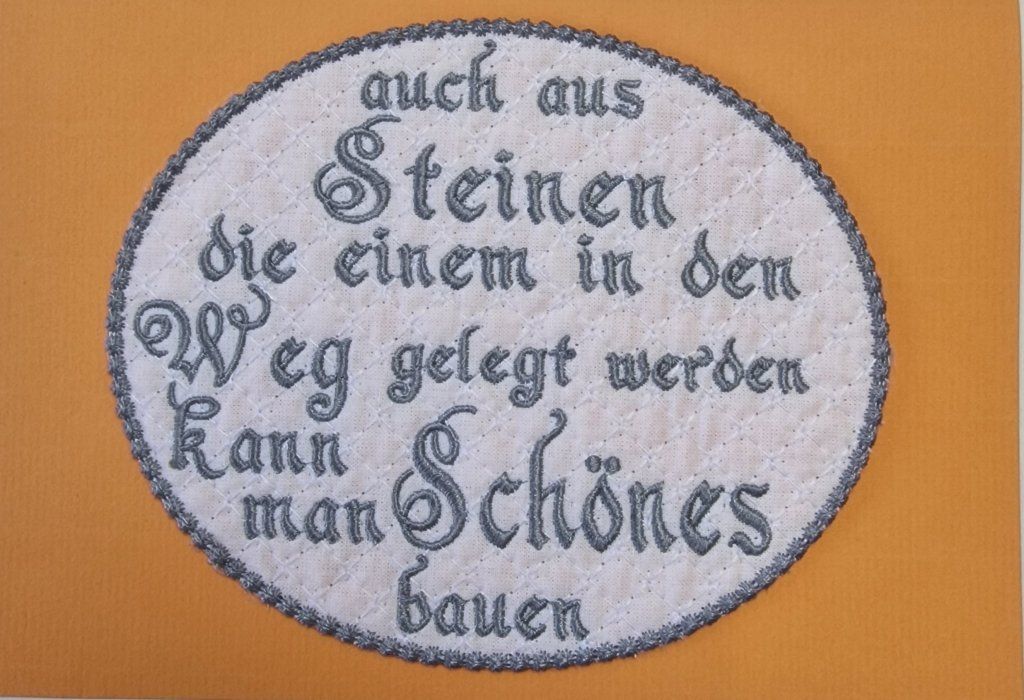 auch aus
Steinen
die einem in den
Weg gelegt werden
kann
man Schönes
bauen